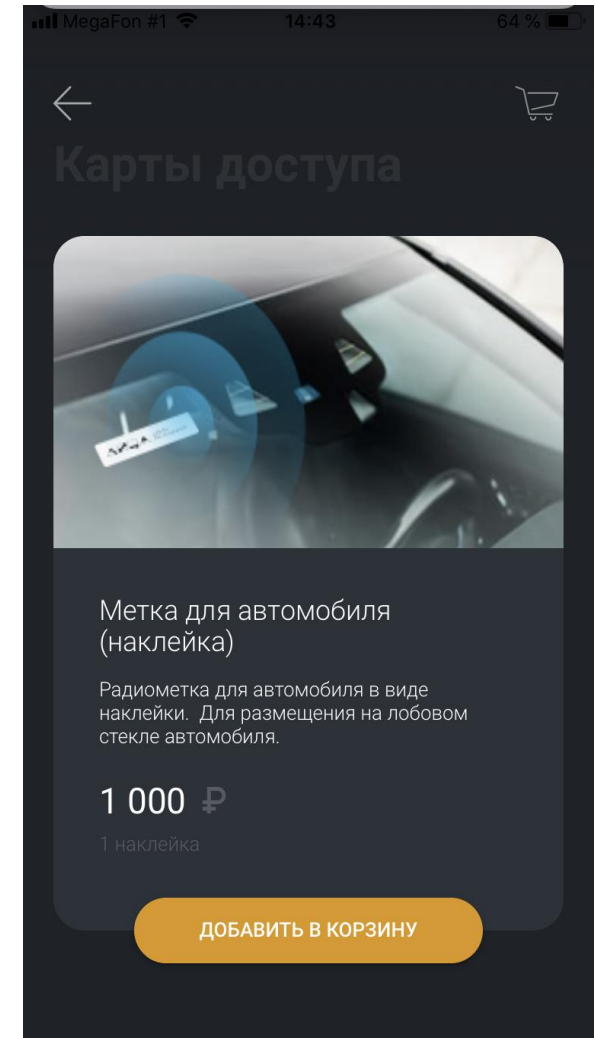 MegaFon #1 14:43 64 %
Карты доступа
Метка для автомобиля
(наклейка)
Радиометка для автомобиля в виде
наклейки. Для размещения на лобовом
стекле автомобиля.
1 000 ₽
1 наклейка
ДОБАВИТЬ В КОРЗИНУ